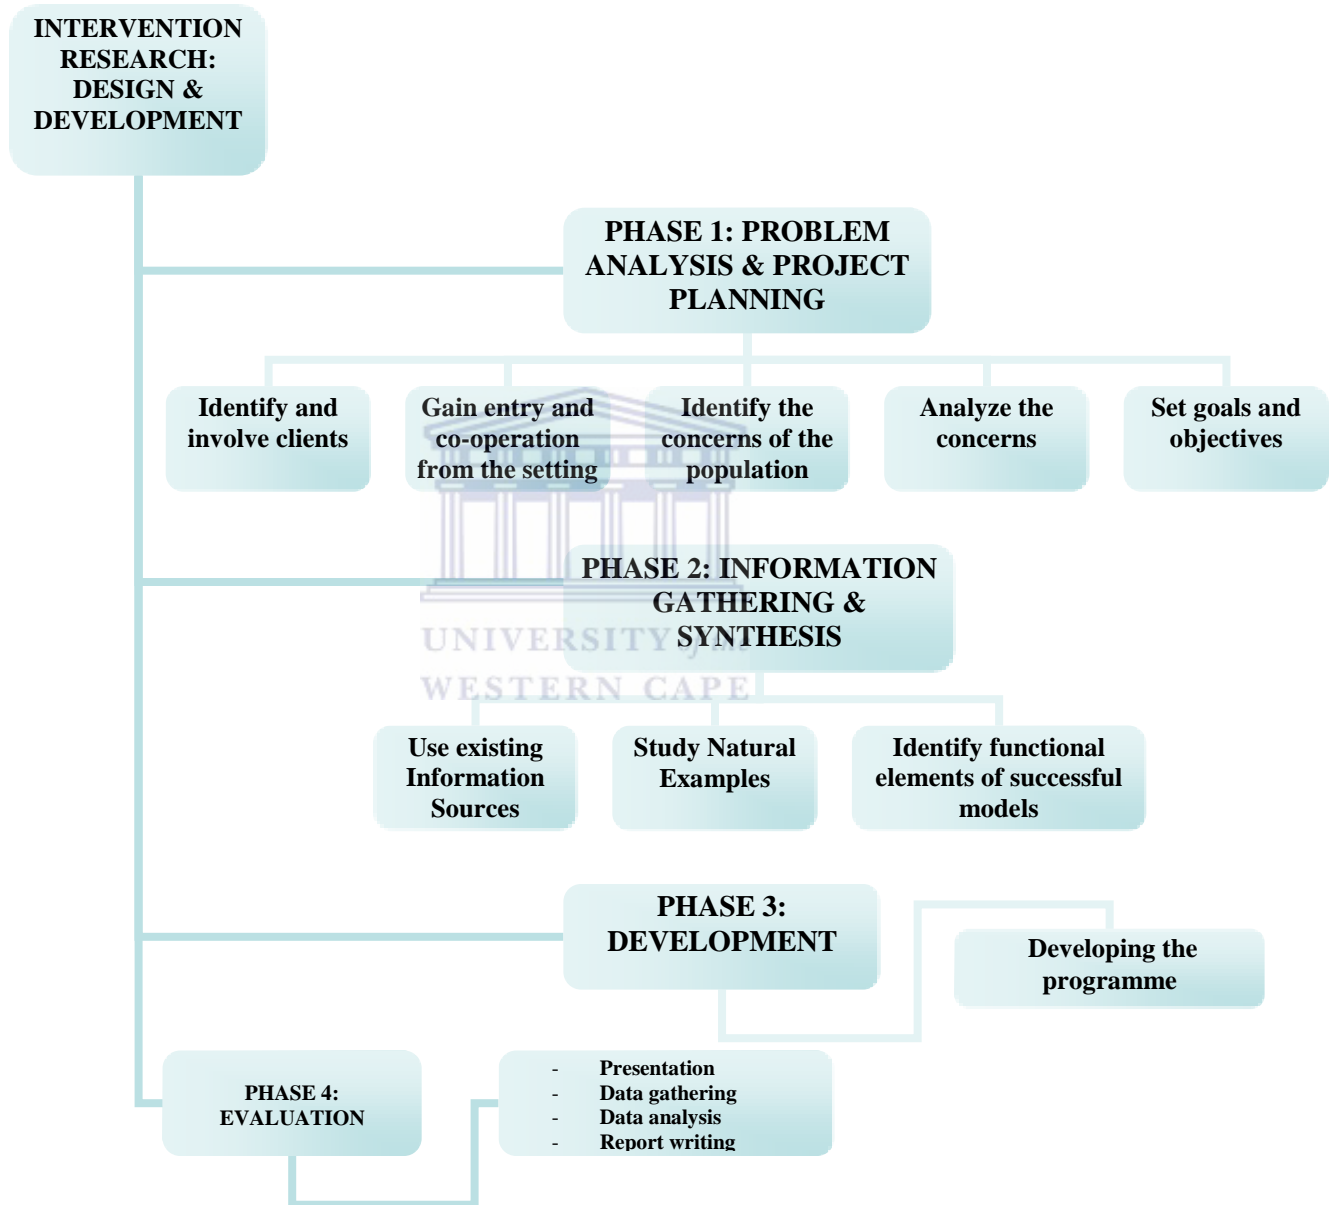 INTERVENTION
RESEARCH:
DESIGN &
DEVELOPMENT
PHASE 1: PROBLEM
ANALYSIS & PROJECT
PLANNING
Identify and
involve clients
Gain entry and
co-operation
from the setting
Identify the
concerns of the
population
Analyze the
concerns
Set goals and
objectives
PHASE 2: INFORMATION
GATHERING &
SYNTHESIS
UNIVERSITY of the
WESTERN CAPE
Use existing
Information
Sources
Study Natural
Examples
Identify functional
elements of successful
models
PHASE 3:
DEVELOPMENT
Developing the
programme
PHASE 4:
EVALUATION
- Presentation
- Data gathering
- Data analysis
- Report writing